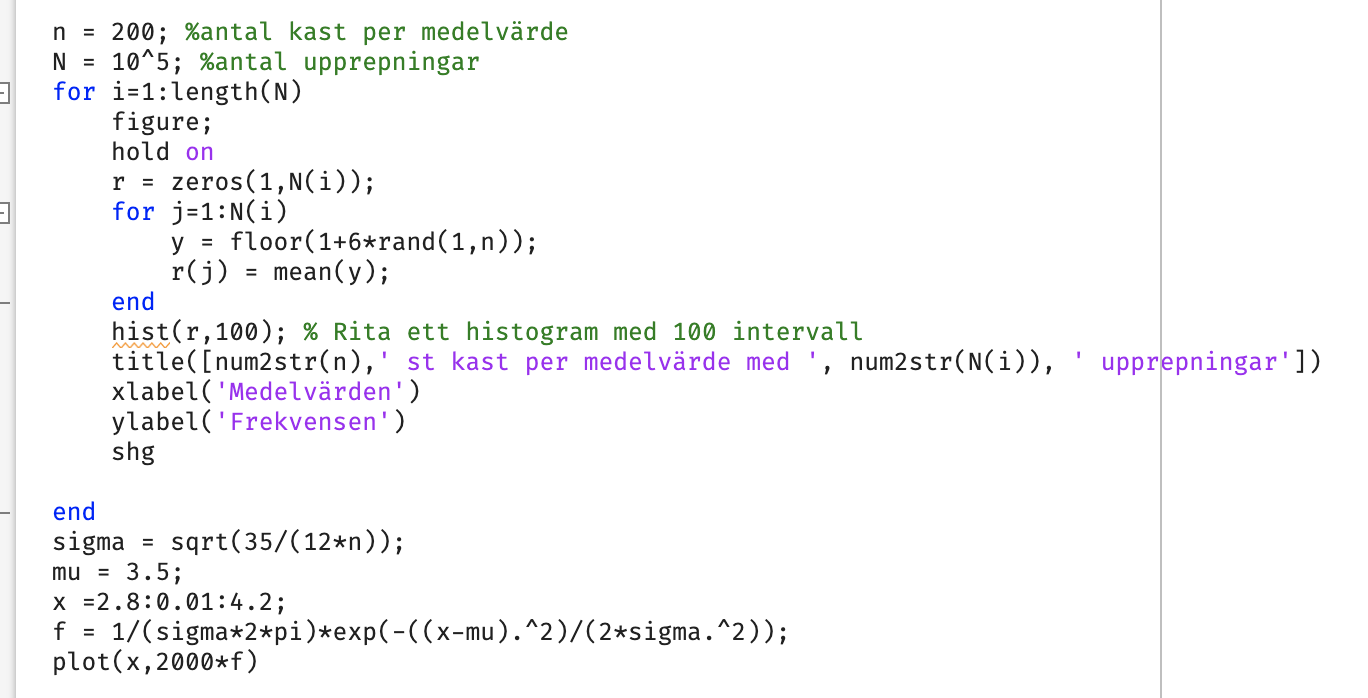 n = 200; %antal kast per medelvärde
N = 10^5; %antal upprepningar
for i=1:length(N)
    figure;
    hold on
    r = zeros(1,N(i));
    for j=1:N(i)
        y = floor(1+6*rand(1,n));
        r(j) = mean(y);
    end
    hist(r,100); % Rita ett histogram med 100 intervall
    title([num2str(n),' st kast per medelvärde med ', num2str(N(i)), ' upprepningar'])
    xlabel('Medelvärden')
    ylabel('Frekvensen')
    shg
end
sigma = sqrt(35/(12*n));
mu = 3.5;
x =2.8:0.01:4.2;
f = 1/(sigma*2*pi)*exp(-((x-mu).^2)/(2*sigma.^2));
plot(x,2000*f)